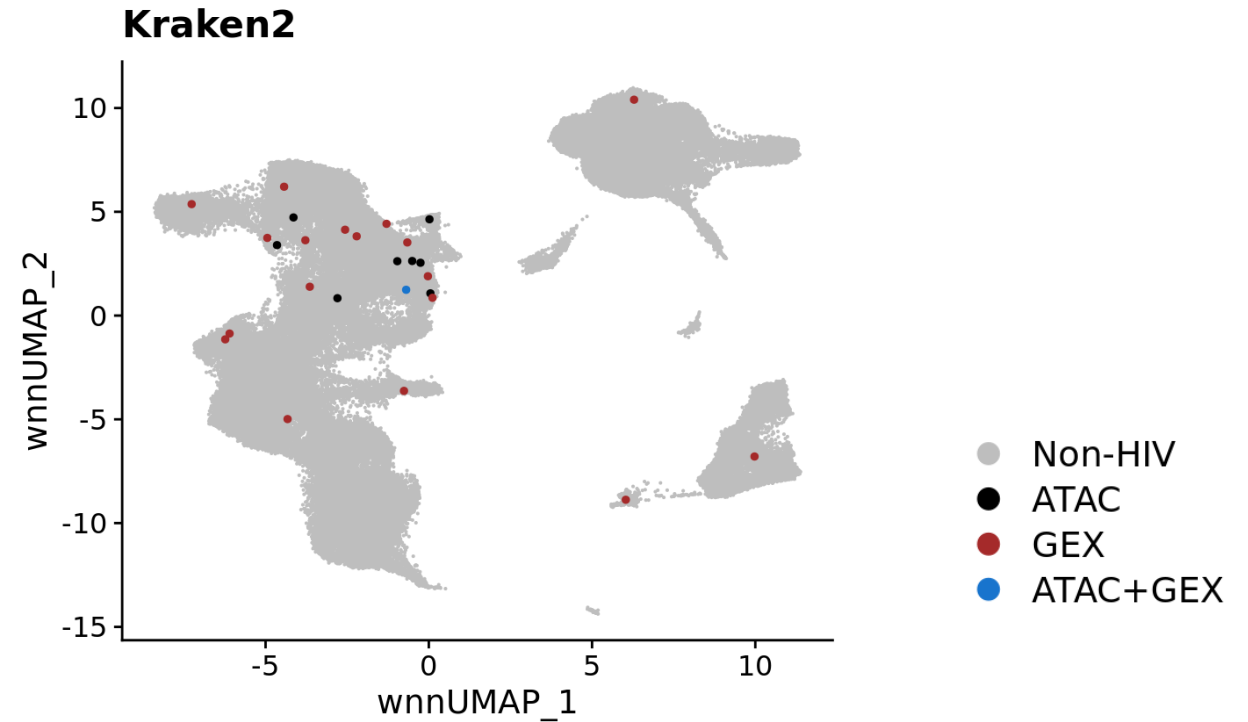 Kraken2
10
5
0
-5
-10
-15
wnnUMAP_2
-5
0
5
10
wnnUMAP_1
Non-HIV
ATAC
GEX
ATAC+GEX